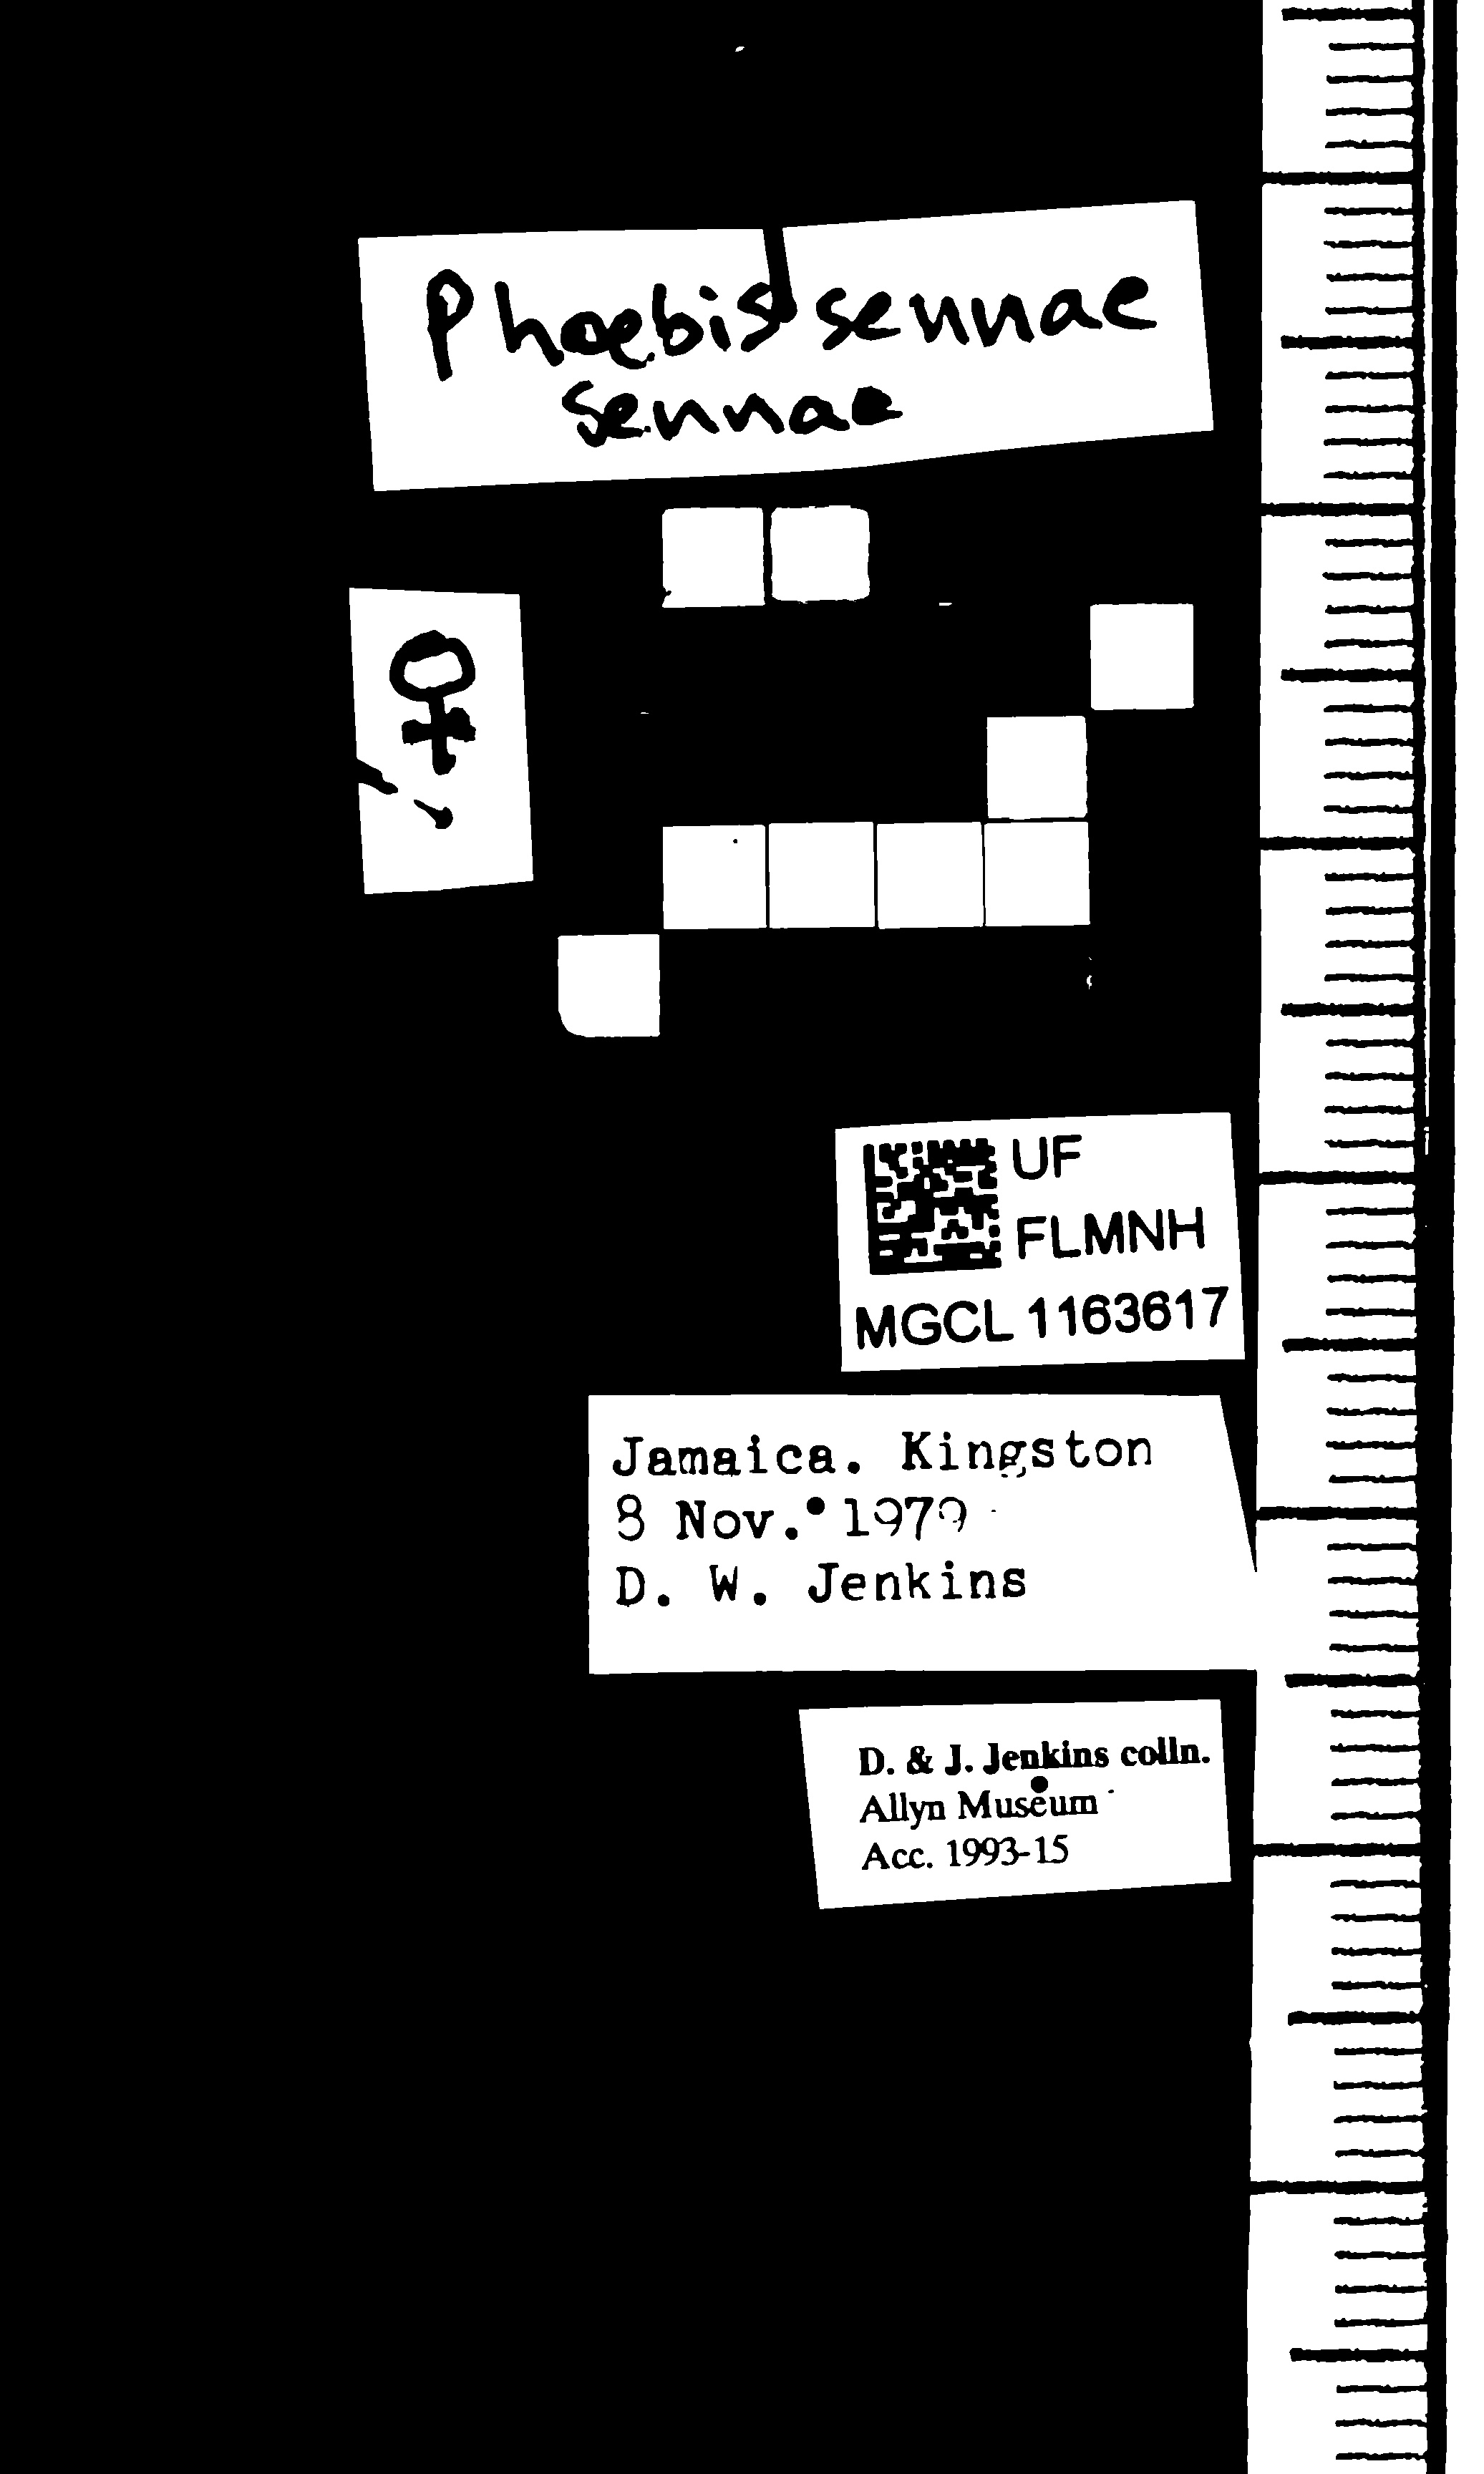 Phoebis sennae
sennae
♀
UF
FLMNH
MGCL 1163617
Jamaica. Kingston
8 Nov. 1979
D. W. Jenkins
D. & J. Jenkins colln.
Allyn Museum
Acc. 1993-15